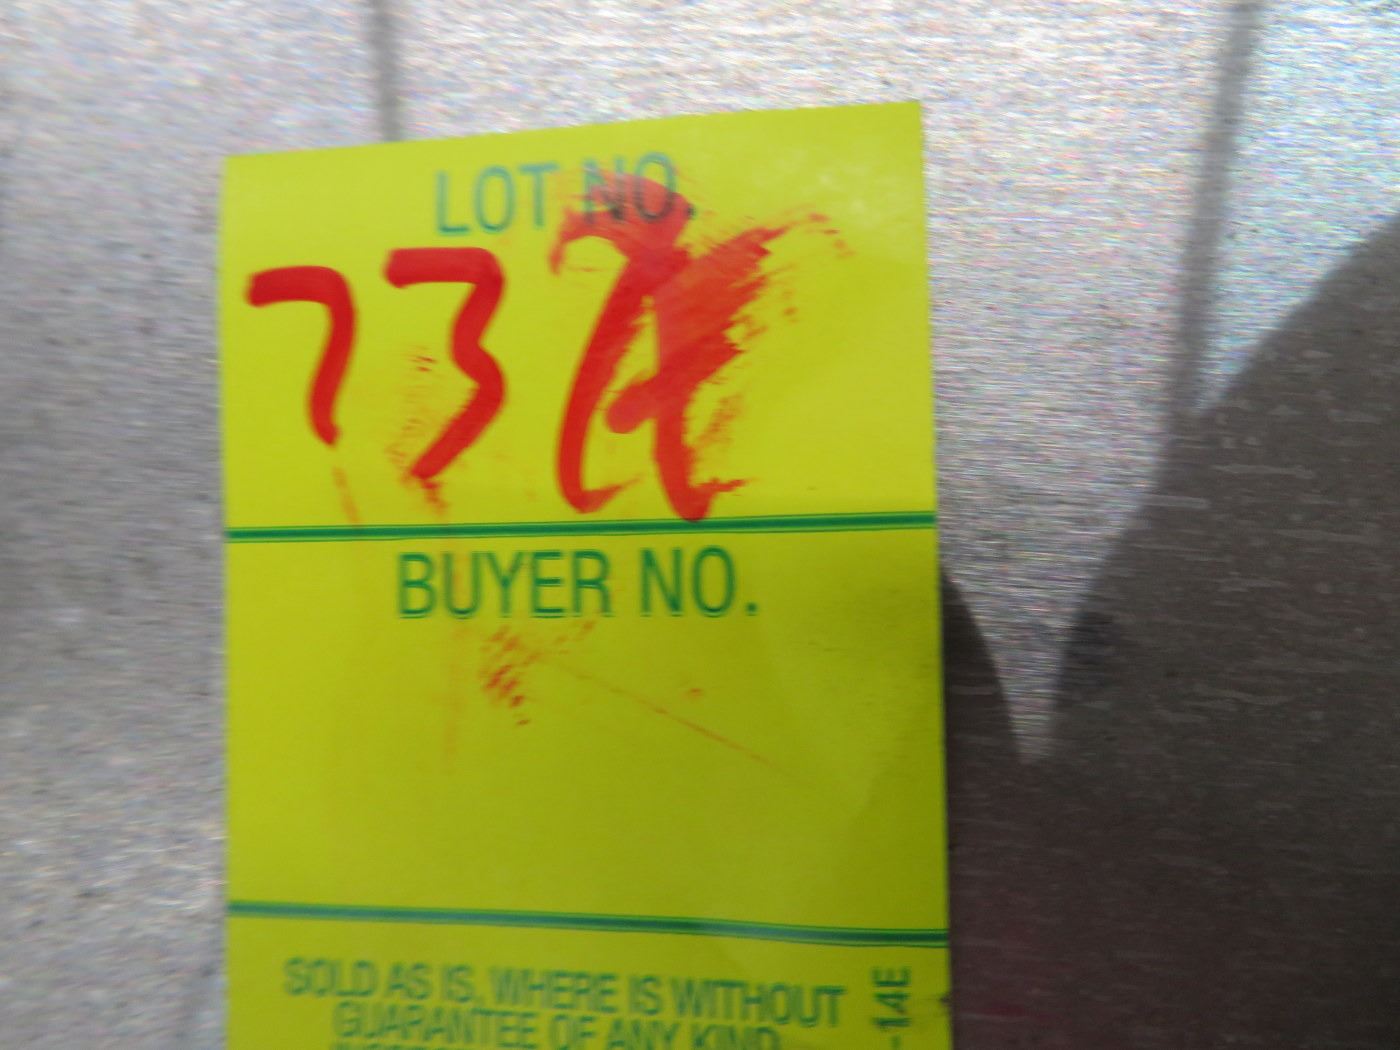 LOT NO.
73
BUYER NO.
SOLD AS IS, WHERE IS WITHOUT
GUARANTEE OF ANY KIND
-14E